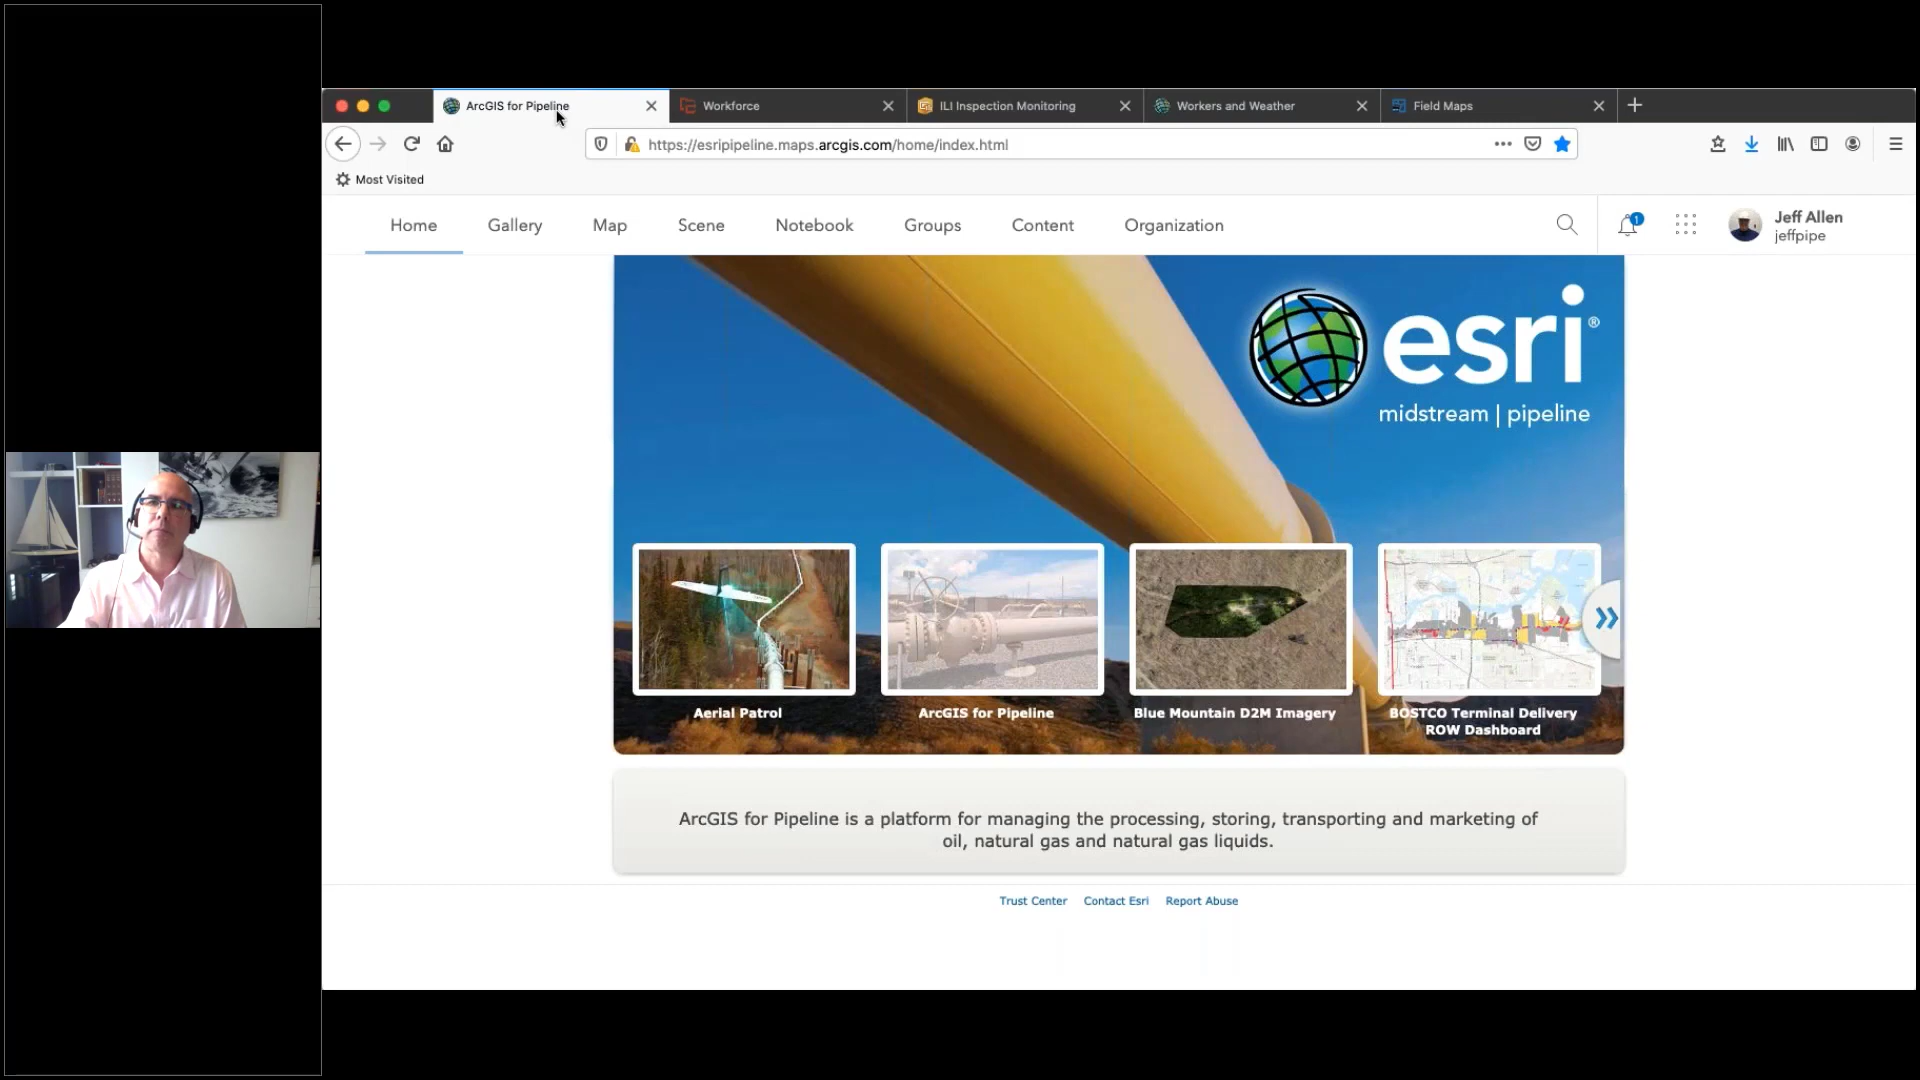 ArcGIS for Pipeline
Workforce
ILI Inspection Monitoring
Workers and Weather
Field Maps
https://esripipeline.maps.arcgis.com/home/index.html
Most Visited
Home
Gallery
Map
Scene
Notebook
Groups
Content
Organization
1
Jeff Allen
jeffpipe
esri®
midstream | pipeline
Aerial Patrol
ArcGIS for Pipeline
Blue Mountain D2M Imagery
BOSTCO Terminal Delivery
ROW Dashboard
ArcGIS for Pipeline is a platform for managing the processing, storing, transporting and marketing of
oil, natural gas and natural gas liquids.
Trust Center Contact Esri Report Abuse